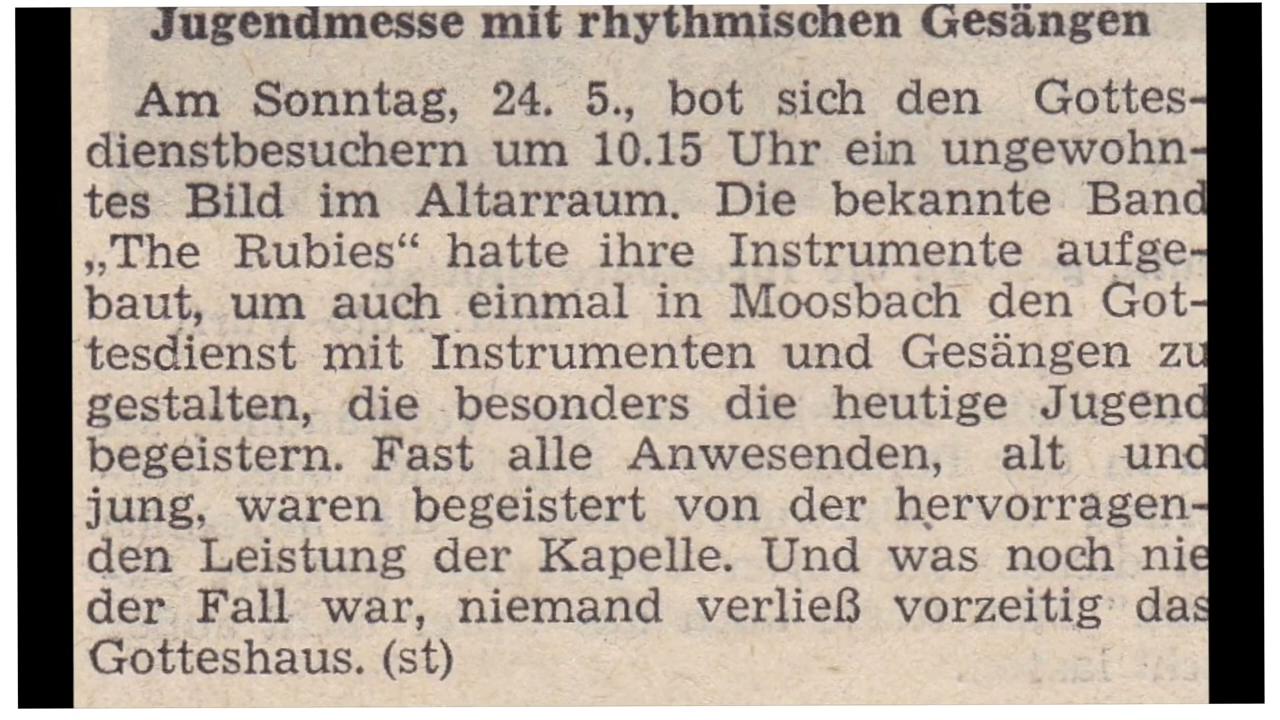 Jugendmesse mit rhythmischen Gesängen
Am Sonntag, 24. 5., bot sich den Gottes-
dienstbesuchern um 10.15 Uhr ein ungewohn-
tes Bild im Altarraum. Die bekannte Band
„The Rubies“ hatte ihre Instrumente aufge-
baut, um auch einmal in Moosbach den Got-
tesdienst mit Instrumenten und Gesängen zu
gestalten, die besonders die heutige Jugend
begeistern. Fast alle Anwesenden, alt und
jung, waren begeistert von der hervorragen-
den Leistung der Kapelle. Und was noch nie
der Fall war, niemand verließ vorzeitig das
Gotteshaus. (st)